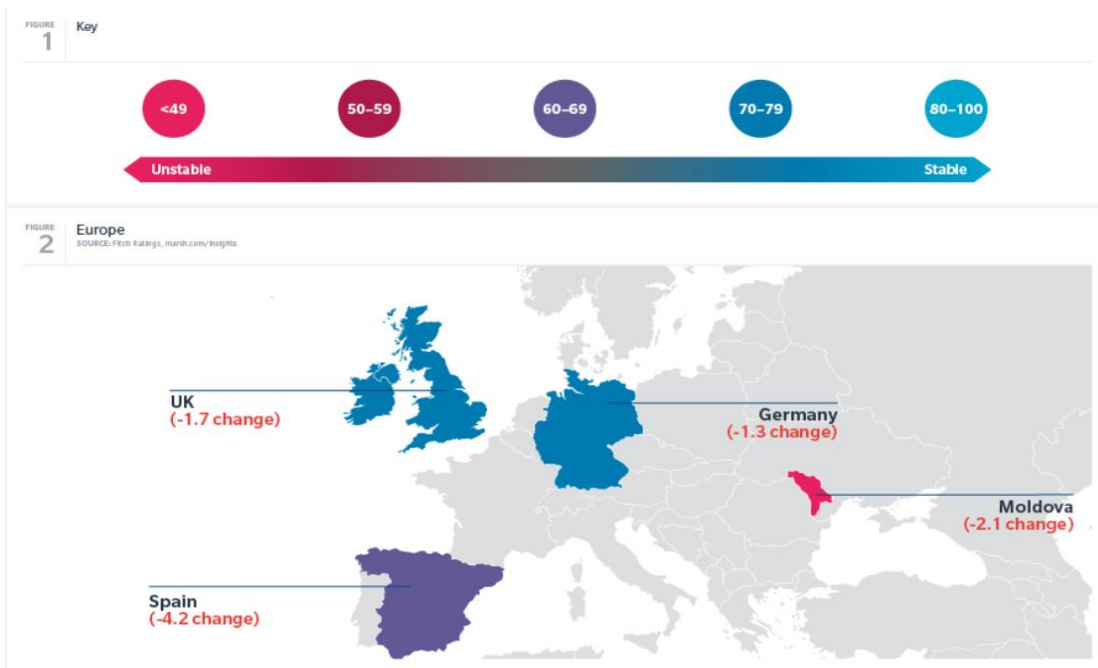 FIGURE
1
Key
<49
50–59
60–69
70–79
80–100
Unstable
Stable
FIGURE
2
Europe
SOURCE: Fitch Ratings, marsh.com/insights
UK
(-1.7 change)
Germany
(-1.3 change)
Moldova
(-2.1 change)
Spain
(-4.2 change)